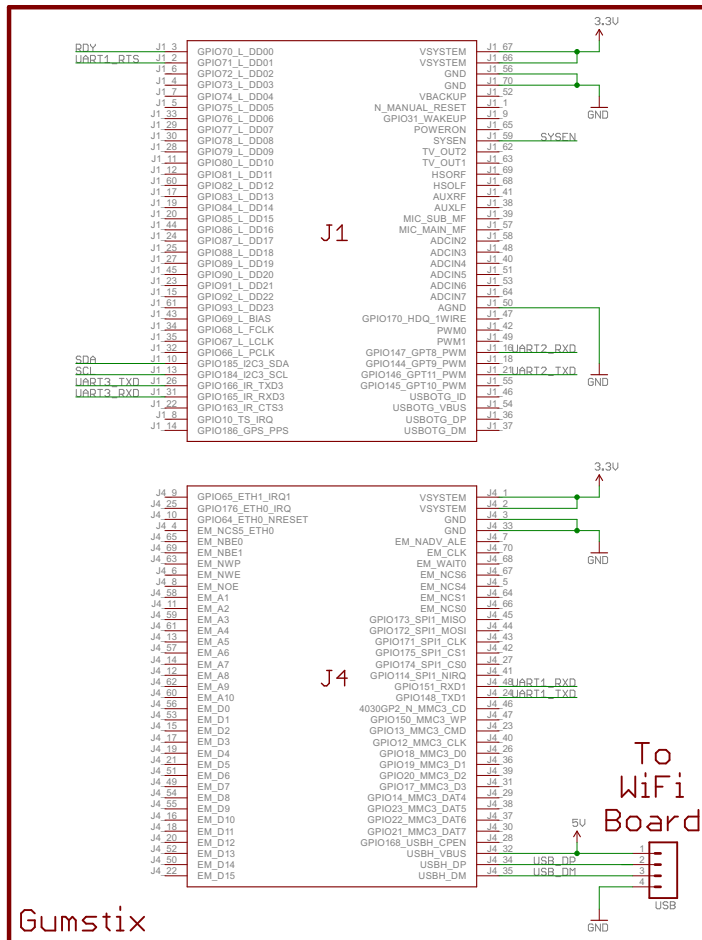 3.3V
RDY J1 3 GPIO70_L_DD00 VSYSTEM J1 67
UART1_RTS J1 2 GPIO71_L_DD01 VSYSTEM J1 66
J1 6 GPIO72_L_DD02 GND J1 56
J1 4 GPIO73_L_DD03 GND J1 70
J1 7 GPIO74_L_DD04 VBACKUP J1 52
J1 5 GPIO75_L_DD05 N_MANUAL_RESET J1 1
GND
J1 33 GPIO76_L_DD06 GPIO31_WAKEUP J1 9
J1 29 GPIO77_L_DD07 POWERON J1 65
J1 30 GPIO78_L_DD08 SYSEN J1 59 SYSEN
J1 28 GPIO79_L_DD09 TV_OUT2 J1 62
J1 11 GPIO80_L_DD10 TV_OUT1 J1 63
J1 12 GPIO81_L_DD11 HSORF J1 69
J1 60 GPIO82_L_DD12 HSOLF J1 68
J1 17 GPIO83_L_DD13 AUXRF J1 41
J1 19 GPIO84_L_DD14 AUXLF J1 38
J1 20 GPIO85_L_DD15 MIC_SUB_MF J1 39
J1 44 GPIO86_L_DD16 MIC_MAIN_MF J1 57
J1
J1 24 GPIO87_L_DD17 ADCIN2 J1 58
J1 25 GPIO88_L_DD18 ADCIN3 J1 48
J1 27 GPIO89_L_DD19 ADCIN4 J1 40
J1 45 GPIO90_L_DD20 ADCIN5 J1 51
J1 23 GPIO91_L_DD21 ADCIN6 J1 53
J1 15 GPIO92_L_DD22 ADCIN7 J1 64
J1 61 GPIO93_L_DD23 AGND J1 50
J1 43 GPIO69_L_BIAS GPIO170_HDQ_1WIRE J1 47
J1 34 GPIO68_L_FCLK PWM0 J1 42
J1 35 GPIO67_L_LCLK PWM1 J1 49
J1 32 GPIO66_L_PCLK GPIO147_GPT8_PWM J1 16 UART2_RXD
SDA J1 10 GPIO185_I2C3_SDA GPIO144_GPT9_PWM J1 18
SCL J1 13 GPIO184_I2C3_SCL GPIO146_GPT11_PWM J1 21 UART2_TXD
UART3_TXD J1 26 GPIO166_IR_TXD3 GPIO145_GPT10_PWM J1 55
GND
UART3_RXD J1 31 GPIO165_IR_RXD3 USBOTG_ID J1 46
J1 22 GPIO163_IR_CTS3 USBOTG_VBUS J1 54
J1 8 GPIO10_TS_IRQ USBOTG_DP J1 36
J1 14 GPIO186_GPS_PPS USBOTG_DM J1 37
3.3V
J4 9 GPIO65_ETH1_IRQ1 VSYSTEM J4 1
J4 25 GPIO176_ETH0_IRQ VSYSTEM J4 2
J4 10 GPIO64_ETH0_NRESET GND J4 3
J4 4 EM_NCS5_ETH0 GND J4 33
J4 65 EM_NBE0 EM_NADV_ALE J4 7
J4 69 EM_NBE1 EM_CLK J4 70
GND
J4 63 EM_NWP EM_WAIT0 J4 68
J4 6 EM_NWE EM_NCS6 J4 67
J4 8 EM_NOE EM_NCS4 J4 5
J4 58 EM_A1 EM_NCS1 J4 64
J4 11 EM_A2 EM_NCS0 J4 66
J4 59 EM_A3 GPIO173_SPI1_MISO J4 45
J4 61 EM_A4 GPIO172_SPI1_MOSI J4 44
J4 13 EM_A5 GPIO171_SPI1_CLK J4 43
J4 57 EM_A6 GPIO175_SPI1_CS1 J4 42
J4 14 EM_A7 GPIO174_SPI1_CS0 J4 27
J4 12 EM_A8 GPIO114_SPI1_NIRQ J4 41
J4
J4 62 EM_A9 GPIO151_RXD1 J4 48 UART1_RXD
J4 60 EM_A10 GPIO148_TXD1 J4 24 UART1_TXD
J4 56 EM_D0 4030GP2_N_MMC3_CD J4 46
J4 53 EM_D1 GPIO150_MMC3_WP J4 47
J4 15 EM_D2 GPIO13_MMC3_CMD J4 23
J4 17 EM_D3 GPIO12_MMC3_CLK J4 40
J4 19 EM_D4 GPIO18_MMC3_D0 J4 26
J4 21 EM_D5 GPIO19_MMC3_D1 J4 36
J4 51 EM_D6 GPIO20_MMC3_D2 J4 39
J4 49 EM_D7 GPIO17_MMC3_D3 J4 31
J4 54 EM_D8 GPIO14_MMC3_DAT4 J4 29
J4 55 EM_D9 GPIO23_MMC3_DAT5 J4 38
J4 16 EM_D10 GPIO22_MMC3_DAT6 J4 37
J4 18 EM_D11 GPIO21_MMC3_DAT7 J4 30
J4 20 EM_D12 GPIO168_USBH_CPEN J4 28
J4 52 EM_D13 USBH_VBUS J4 32
J4 50 EM_D14 USBH_DP J4 34 USB_DP
J4 22 EM_D15 USBH_DM J4 35 USB_DM
To
WiFi
Board
5V
1
2
3
4
USB
GND
Gumstix